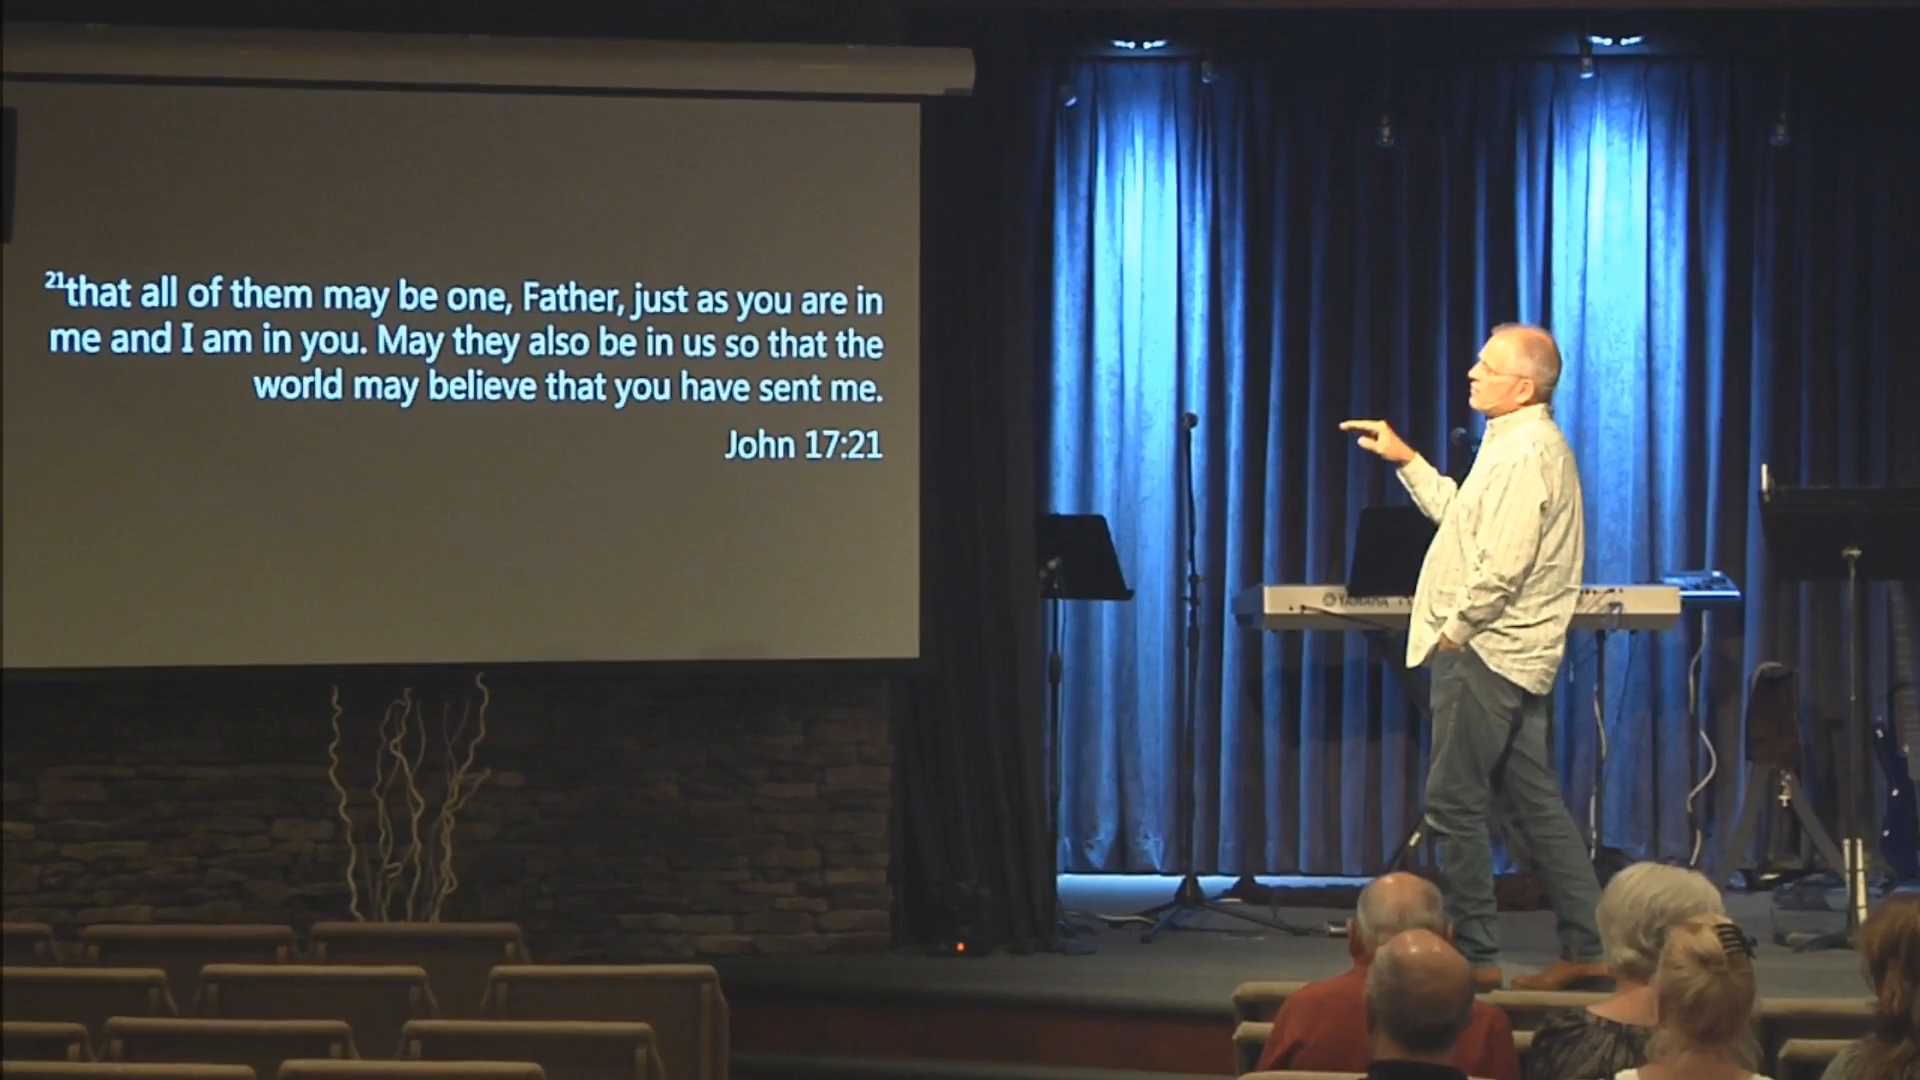 21that all of them may be one, Father, just as you are in
me and I am in you. May they also be in us so that the
world may believe that you have sent me.
John 17:21
YAMAHA